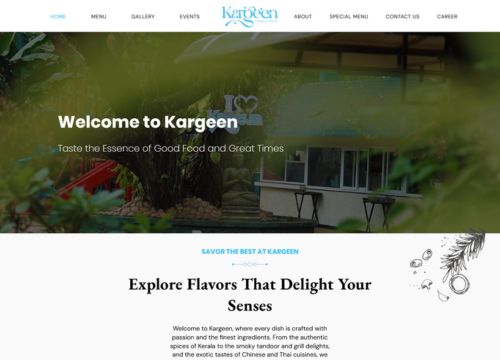 HOME MENU GALLERY EVENTS Kargeen ABOUT SPECIAL MENU CONTACT US CAREER
Welcome to Kargeen
Taste the Essence of Good Food and Great Times
SAVOR THE BEST AT KARGEEN
Explore Flavors That Delight Your
Senses
Welcome to Kargeen, where every dish is crafted with
passion and the finest ingredients. From the authentic
spices of Kerala to the smoky tandoor and grill delights,
and the exotic tastes of Chinese and Thai cuisines, we